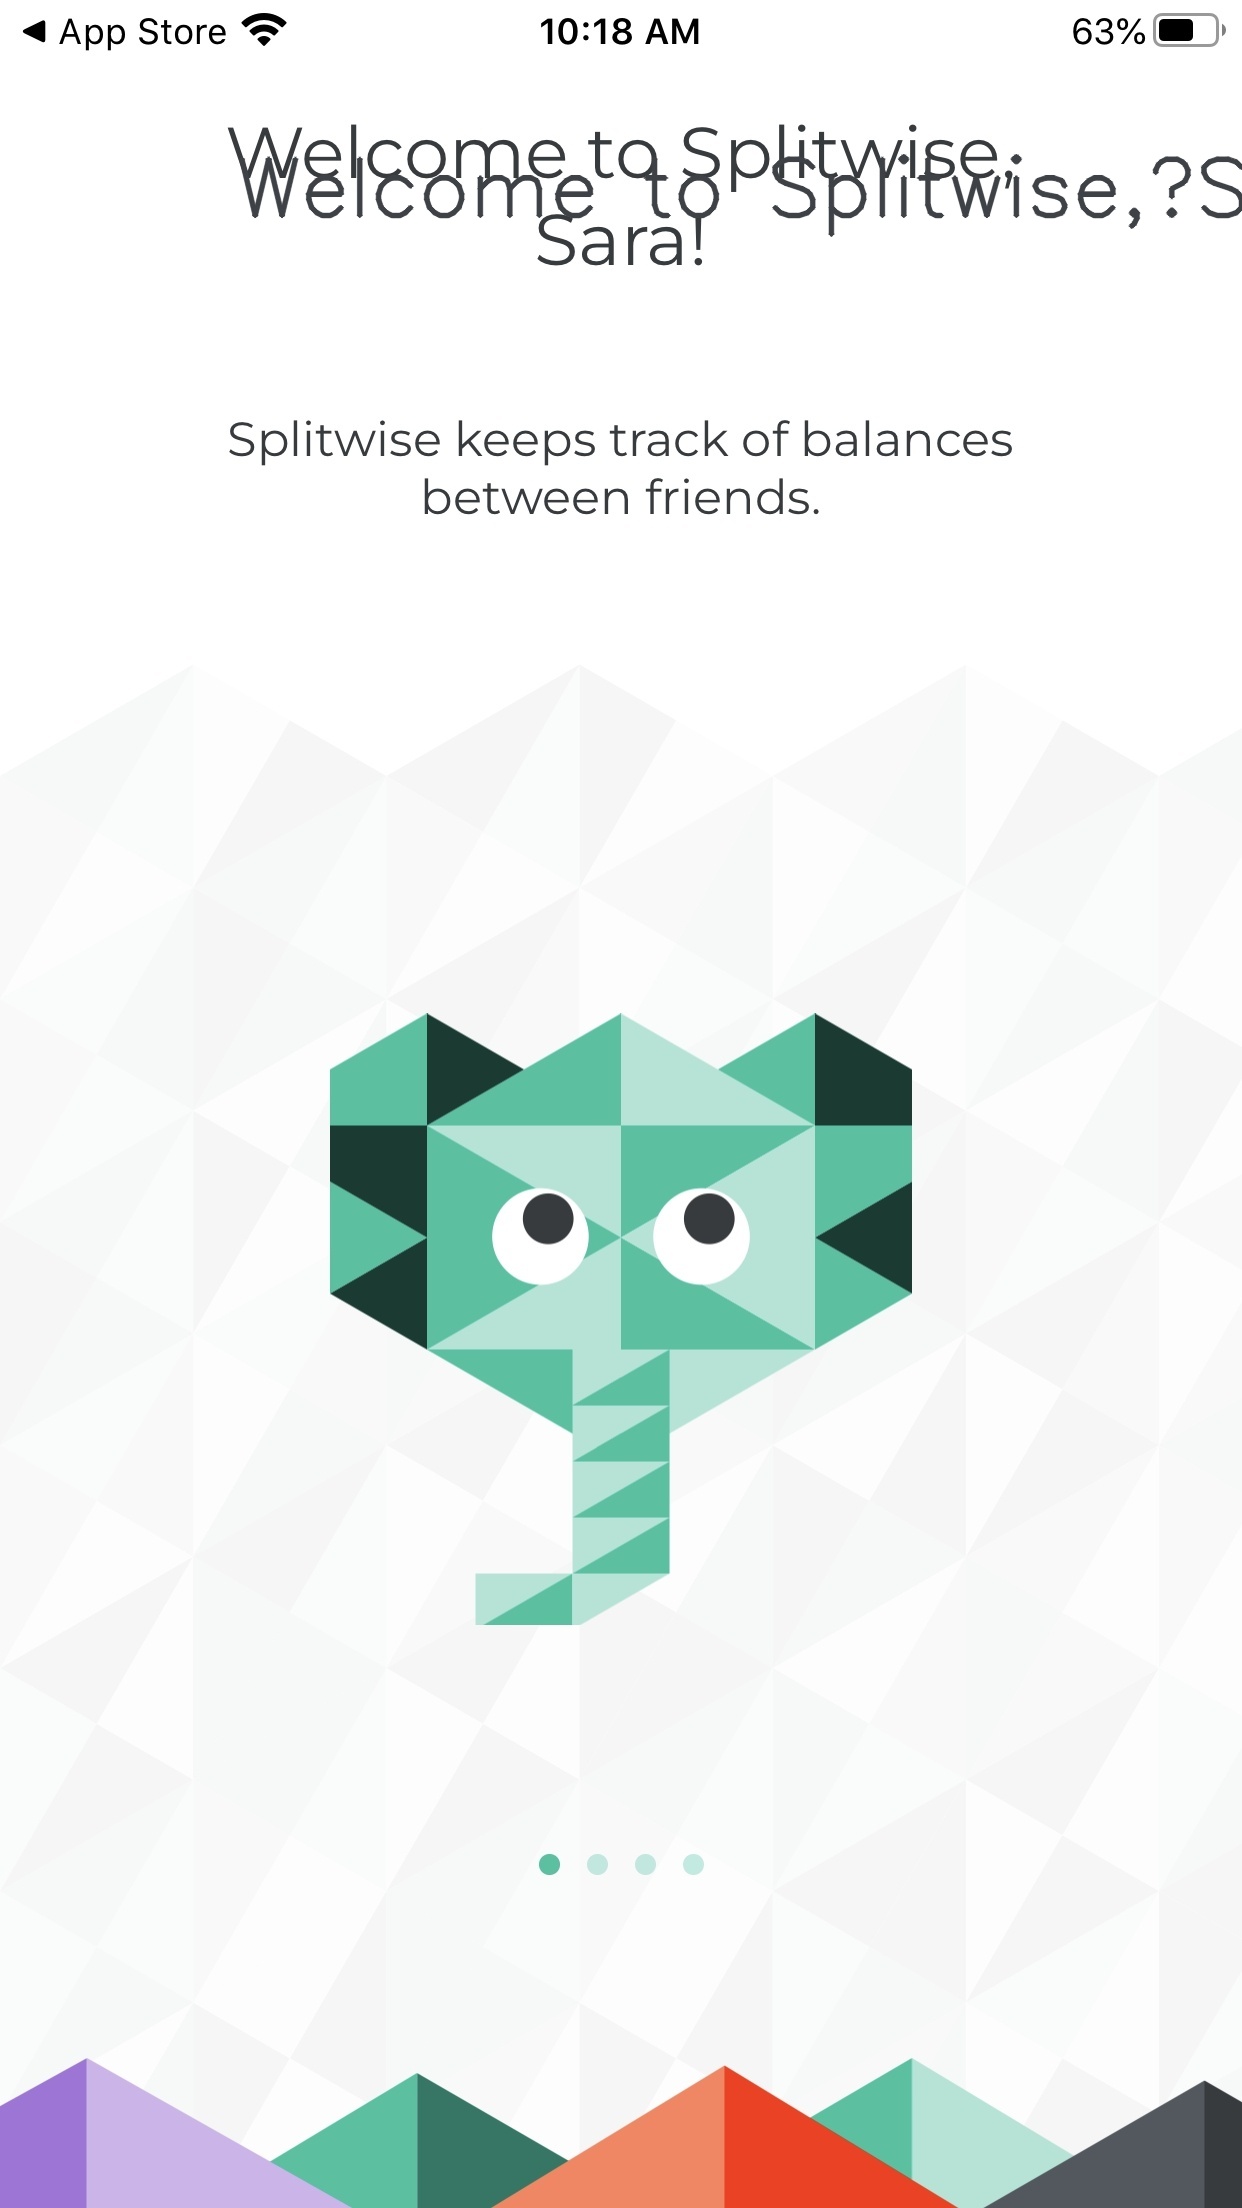 App Store
10:18 AM
63%
Welcome to Splitwise,
Welcome to Splitwise,?S
Sara!
Splitwise keeps track of balances
between friends.